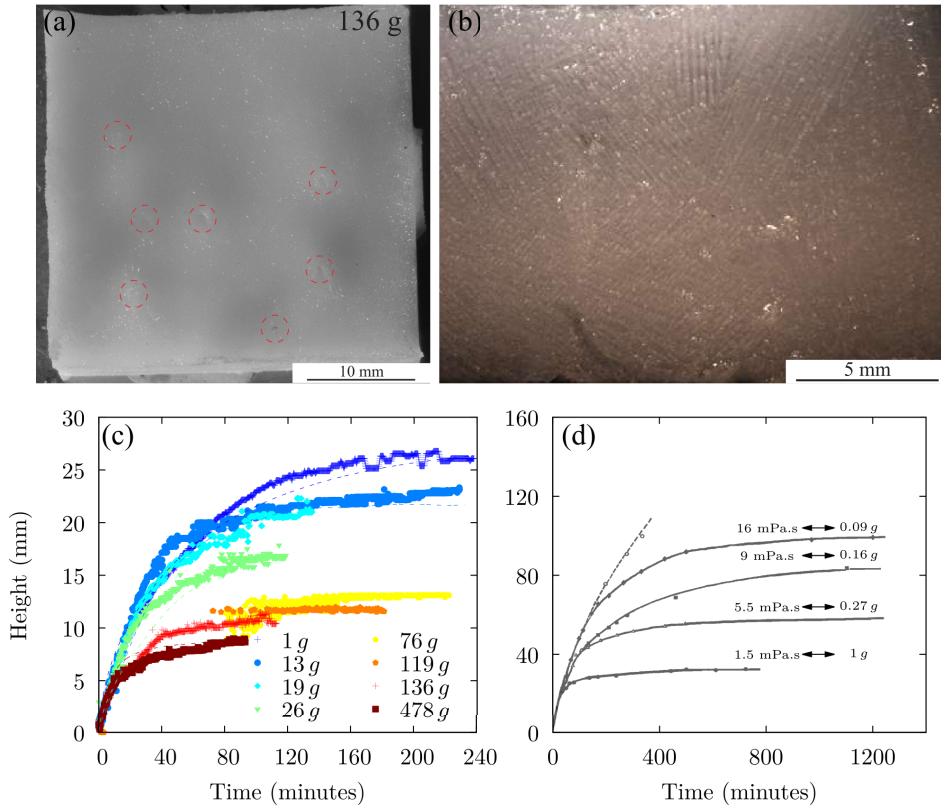 (a)
136 g
10 mm
(b)
5 mm
(c)
Height (mm)
30
25
20
15
10
5
0
1 g
13 g
19 g
26 g
76 g
119 g
136 g
478 g
0 40 80 120 160 200 240
Time (minutes)
(d)
160
120
80
40
0
16 mPa.s 0.09 g
9 mPa.s 0.16 g
5.5 mPa.s 0.27 g
1.5 mPa.s 1 g
0 400 800 1200
Time (minutes)